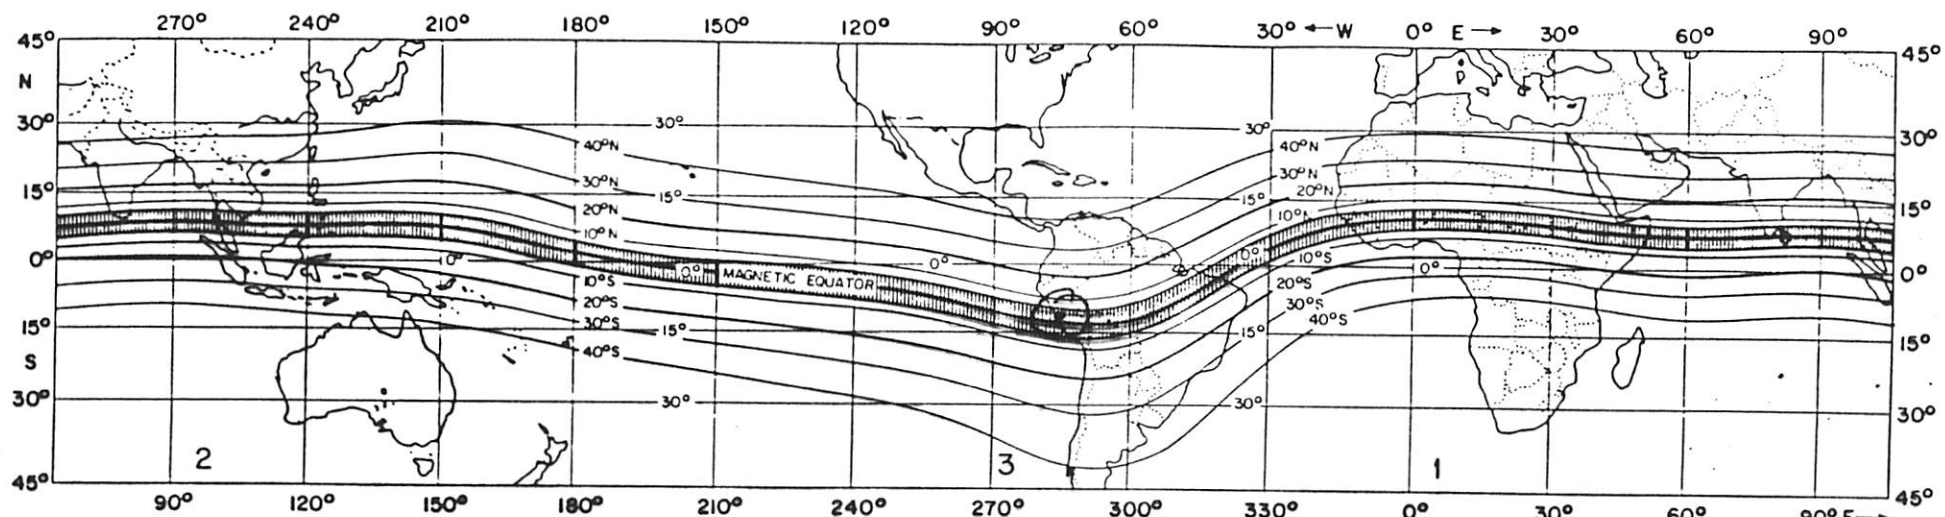 270° 240° 210° 180° 150° 120° 90° 60° 30° ← W 0° E → 30° 60° 90°
45° 45°
N
30° 30° 30° 30°
40°N 40°N
30°N 30°N
15° 15° 15° 15°
20°N 20°N
10°N 10°N
0° 0° 0° MAGNETIC EQUATOR 0° 0° 0° 0°
10°S 10°S
20°S 20°S
30°S 30°S
15° 15° 15° 15°
40°S 40°S
S
30° 30° 30° 30°
2 3 1
45° 45°
90° 120° 150° 180° 210° 240° 270° 300° 330° 0° 30° 60° 90° E →